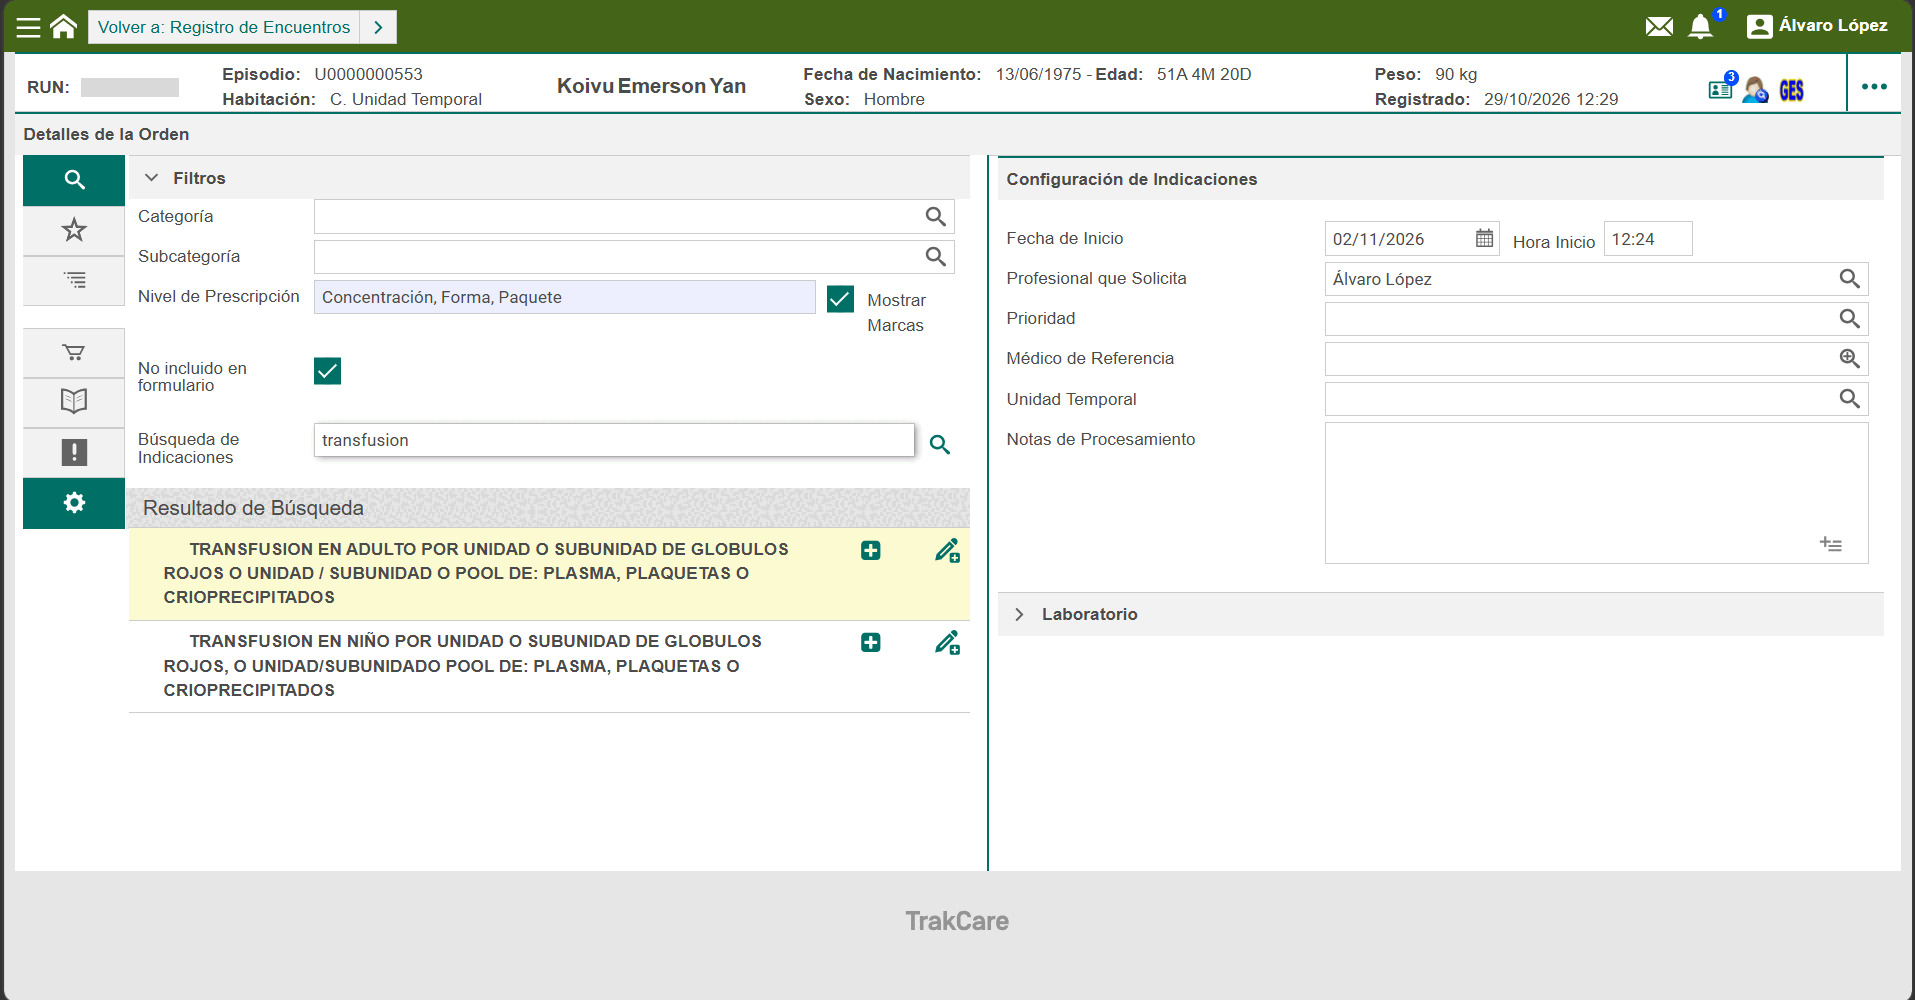 Volver a: Registro de Encuentros
1
Álvaro López
RUN:
Episodio: U0000000553
Habitación: C. Unidad Temporal
Koivu Emerson Yan
Fecha de Nacimiento: 13/06/1975 - Edad: 51A 4M 20D
Sexo: Hombre
Peso: 90 kg
Registrado: 29/10/2026 12:29
3
GES
Detalles de la Orden
Filtros
Categoría
Subcategoría
Nivel de Prescripción
Concentración, Forma, Paquete
Mostrar
Marcas
No incluido en
formulario
Búsqueda de
Indicaciones
transfusion
Resultado de Búsqueda
TRANSFUSION EN ADULTO POR UNIDAD O SUBUNIDAD DE GLOBULOS
ROJOS O UNIDAD / SUBUNIDAD O POOL DE: PLASMA, PLAQUETAS O
CRIOPRECIPITADOS
TRANSFUSION EN NIÑO POR UNIDAD O SUBUNIDAD DE GLOBULOS
ROJOS, O UNIDAD/SUBUNIDADO POOL DE: PLASMA, PLAQUETAS O
CRIOPRECIPITADOS
Configuración de Indicaciones
Fecha de Inicio
02/11/2026
Hora Inicio
12:24
Profesional que Solicita
Álvaro López
Prioridad
Médico de Referencia
Unidad Temporal
Notas de Procesamiento
Laboratorio
TrakCare